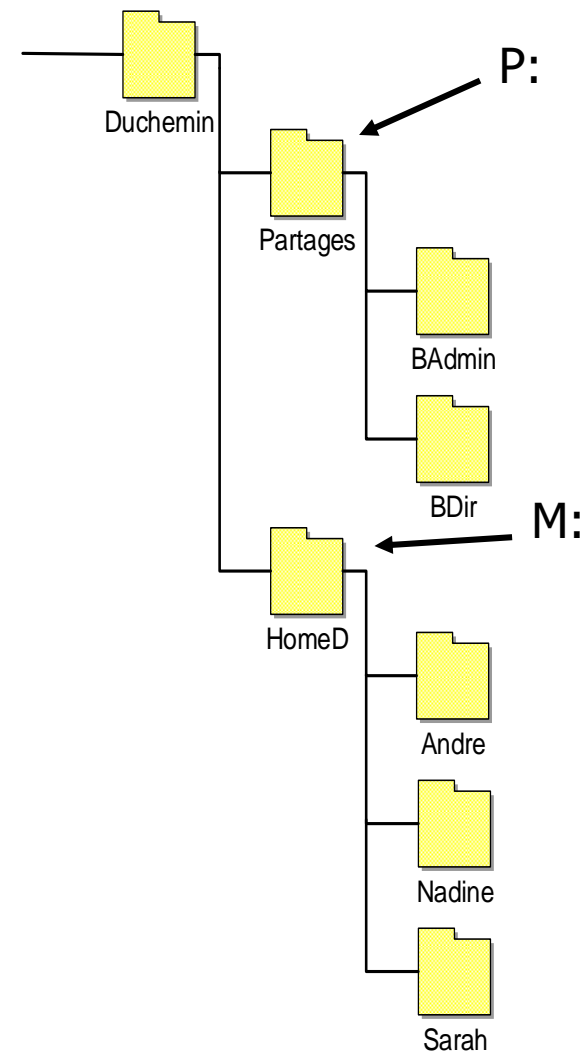 P:
Duchemin
Partages
BAdmin
BDir
M:
HomeD
Andre
Nadine
Sarah